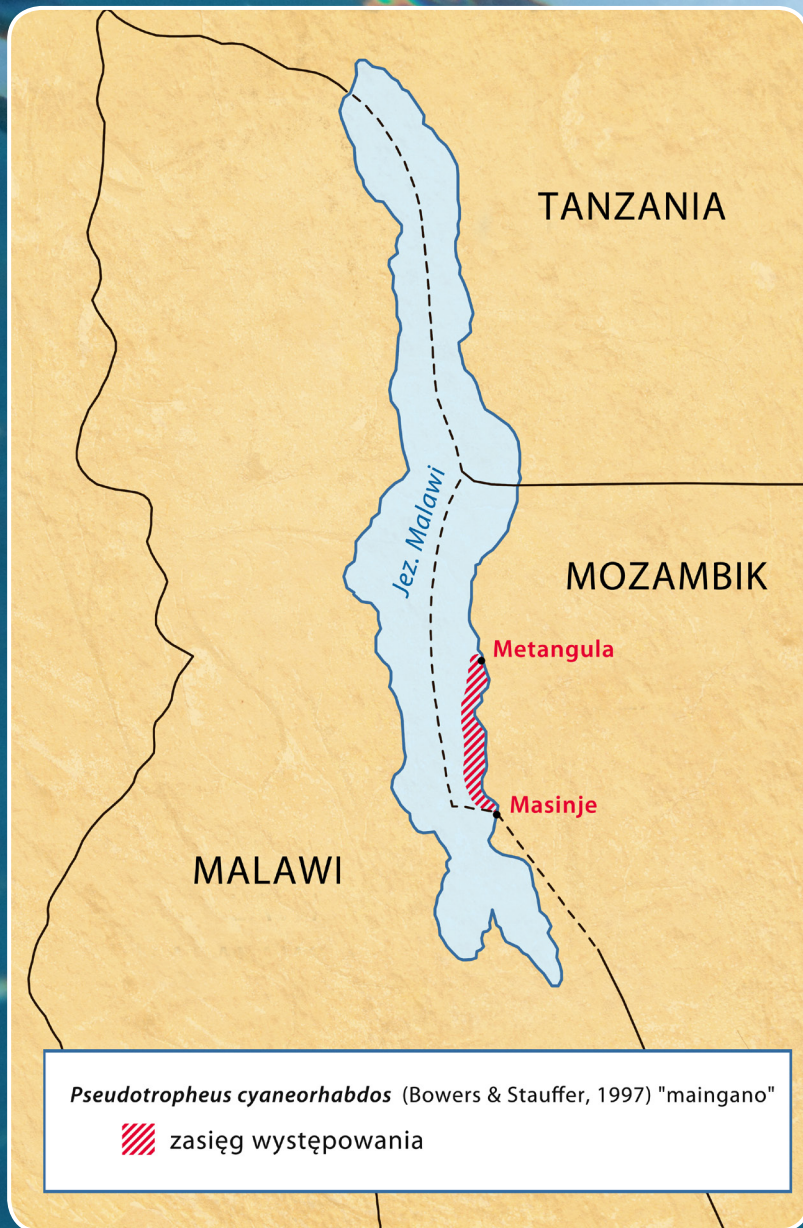 TANZANIA
Jez. Malawi
MOZAMBIK
Metangula
Masinje
MALAWI
Pseudotropheus cyaneorhabdos (Bowers & Stauffer, 1997) "maingano"
zasięg występowania